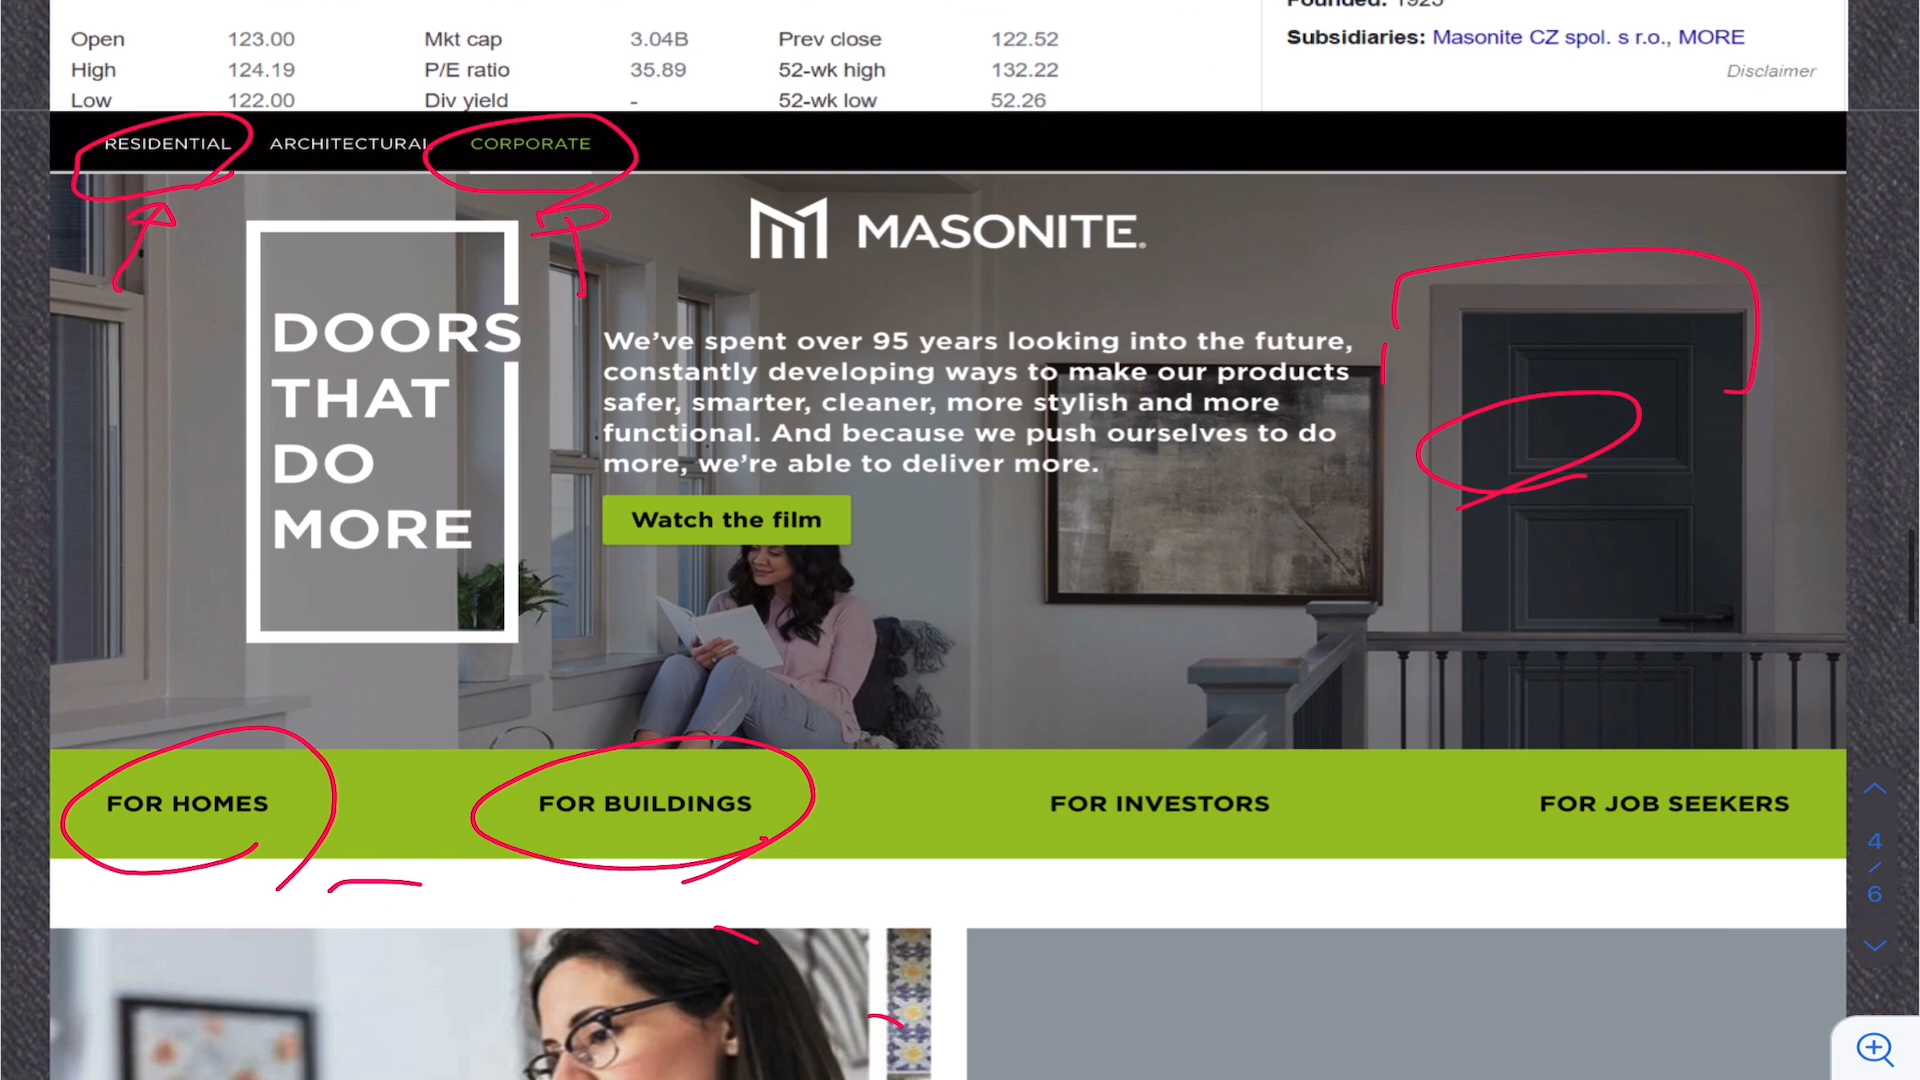 Founded: 1925
Open 123.00 Mkt cap 3.04B Prev close 122.52
Subsidiaries: Masonite CZ spol. s r.o., MORE
High 124.19 P/E ratio 35.89 52-wk high 132.22
Disclaimer
Low 122.00 Div yield - 52-wk low 52.26
RESIDENTIAL ARCHITECTURAL CORPORATE
MASONITE.
DOORS
THAT
DO
MORE
We've spent over 95 years looking into the future,
constantly developing ways to make our products
safer, smarter, cleaner, more stylish and more
functional. And because we push ourselves to do
more, we're able to deliver more.
Watch the film
FOR HOMES FOR BUILDINGS FOR INVESTORS FOR JOB SEEKERS
4
/
6